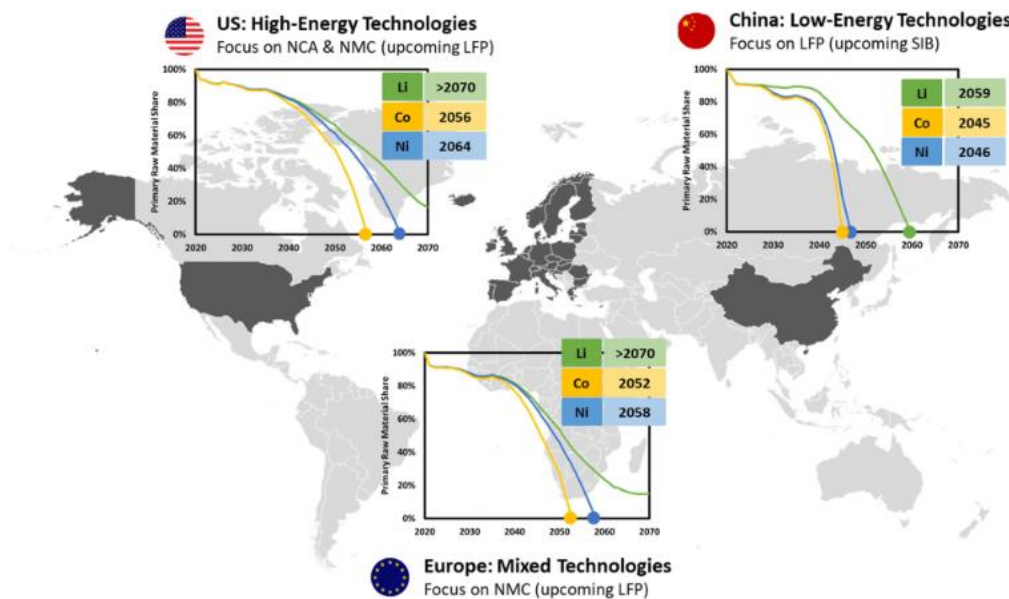 US: High-Energy Technologies
Focus on NCA & NMC (upcoming LFP)
Primary Raw Material Share
100%
80%
60%
40%
20%
0%
2020 2030 2040 2050 2060 2070
Li >2070
Co 2056
Ni 2064
China: Low-Energy Technologies
Focus on LFP (upcoming SIB)
Primary Raw Material Share
100%
80%
60%
40%
20%
0%
2020 2030 2040 2050 2060 2070
Li 2059
Co 2045
Ni 2046
Primary Raw Material Share
100%
80%
60%
40%
20%
0%
2020 2030 2040 2050 2060 2070
Li >2070
Co 2052
Ni 2058
Europe: Mixed Technologies
Focus on NMC (upcoming LFP)